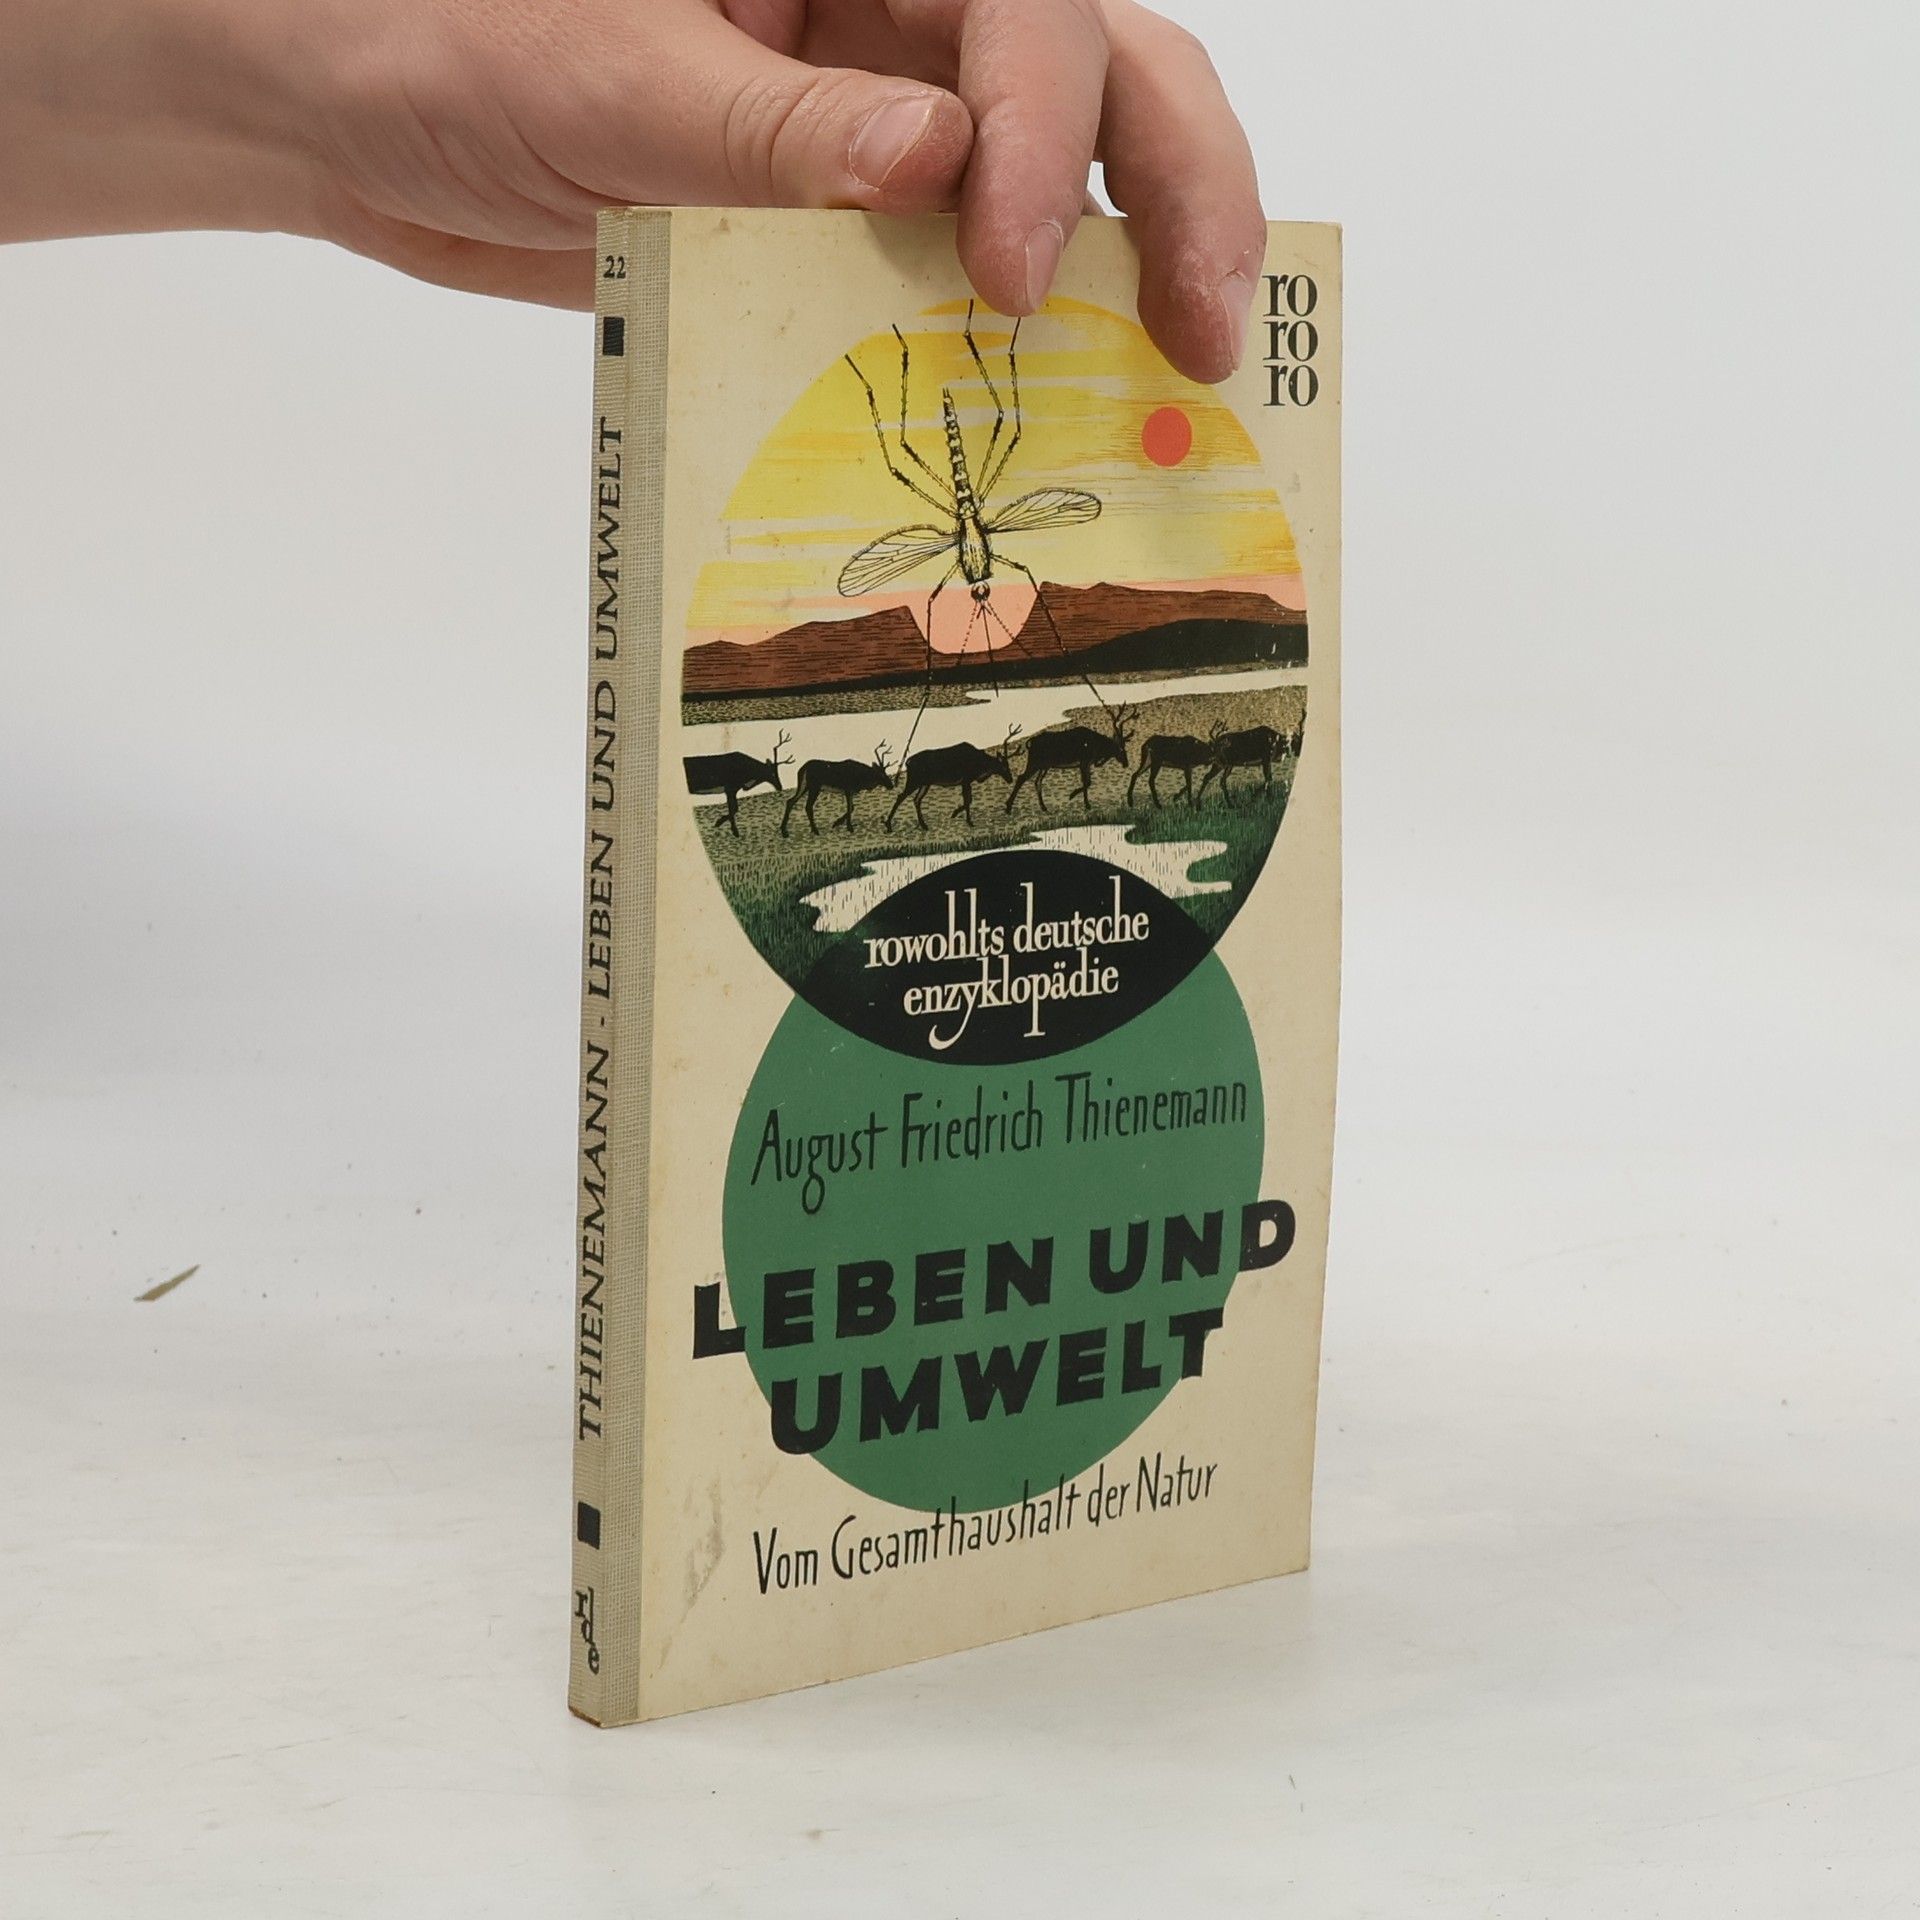 22
THIENEMANN · LEBEN UND UMWELT
rde
ro
ro
ro
rowohlts deutsche
enzyklopädie
August Friedrich Thienemann
LEBEN UND
UMWELT
Vom Gesamthaushalt der Natur